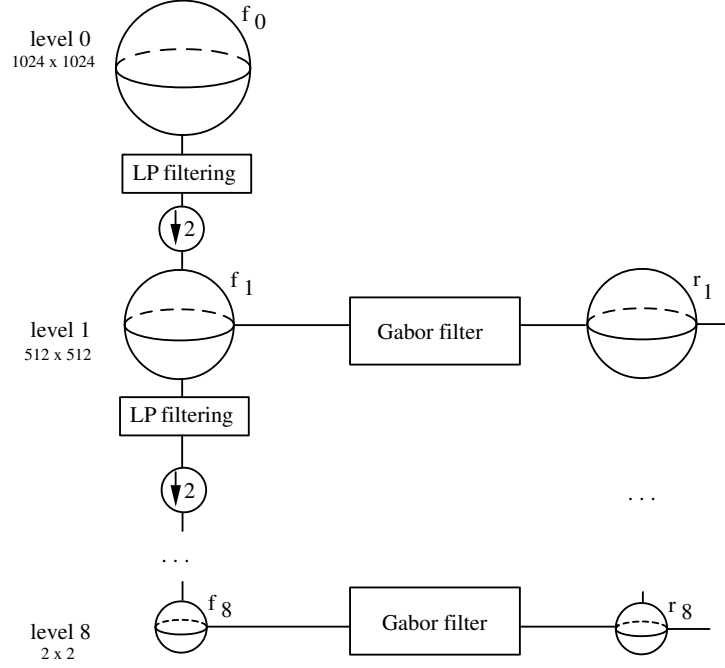 f 0
level 0
1024 x 1024
LP filtering
2
f 1
r 1
level 1
512 x 512
Gabor filter
LP filtering
2
. . .
. . .
f 8
r 8
level 8
2 x 2
Gabor filter